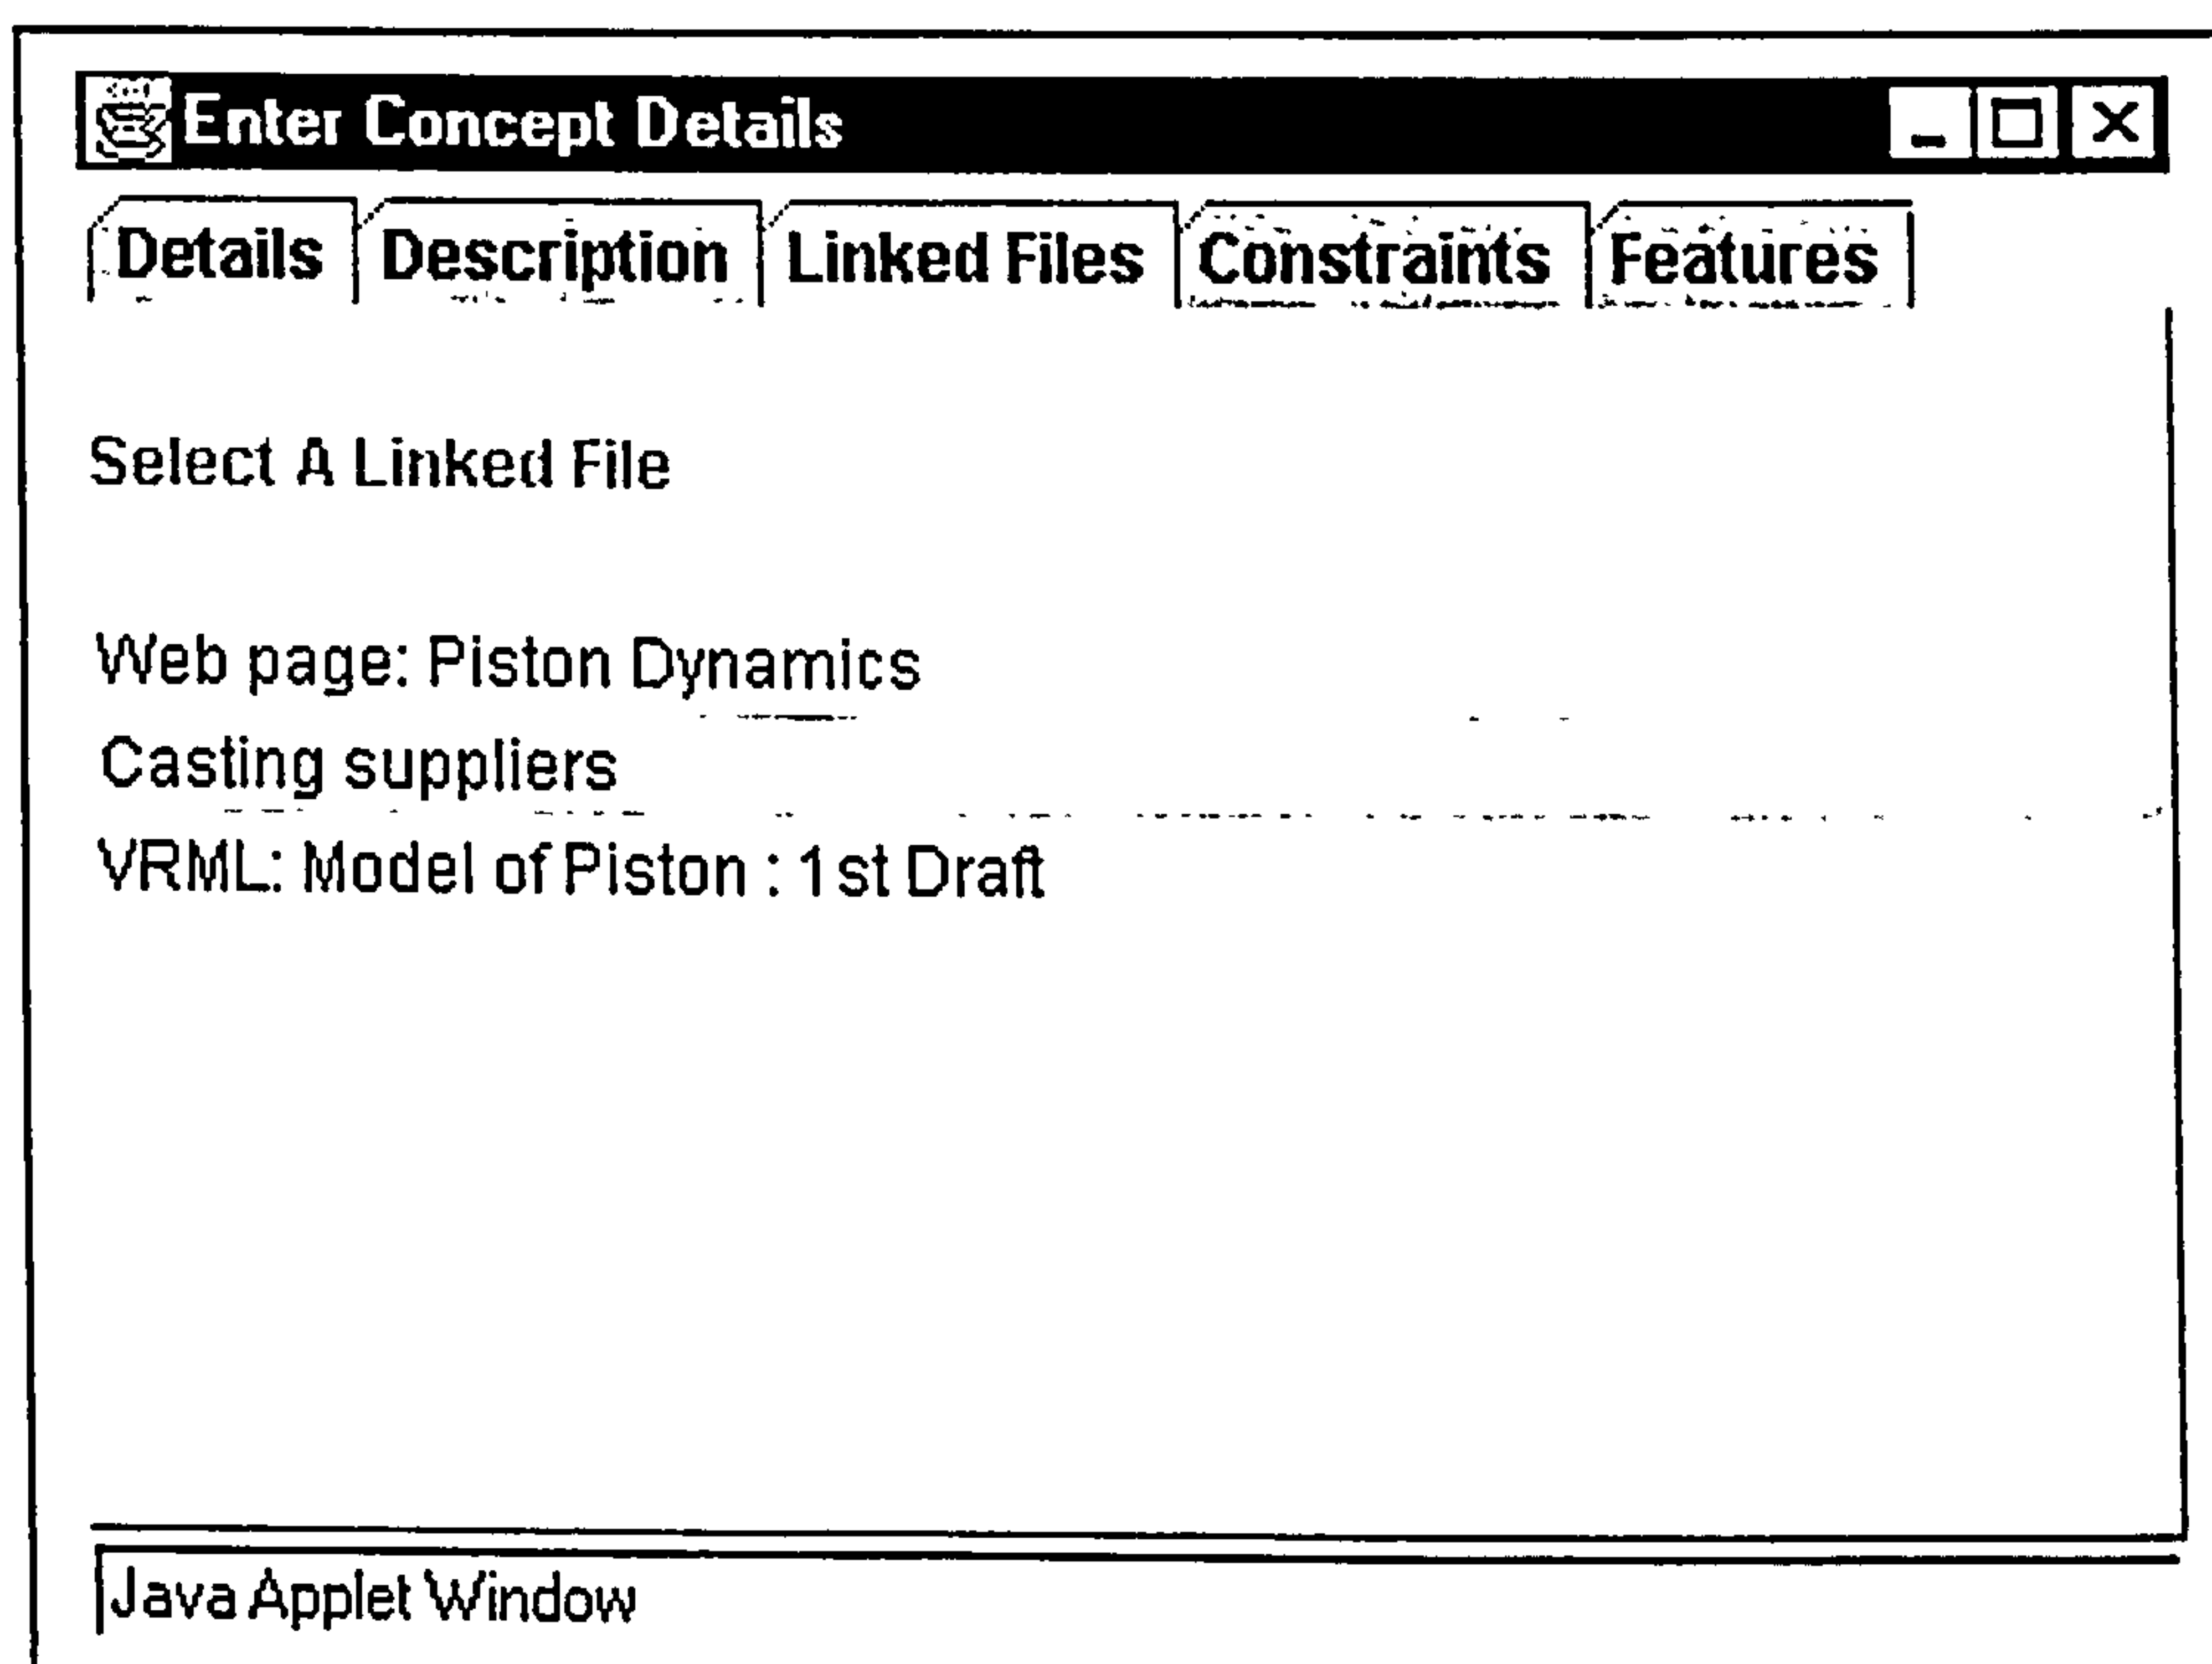 Enter Concept Details
Details Description Linked Files Constraints Features
Select A Linked File
Web page: Piston Dynamics
Casting suppliers
VRML: Model of Piston : 1st Draft
Java Applet Window